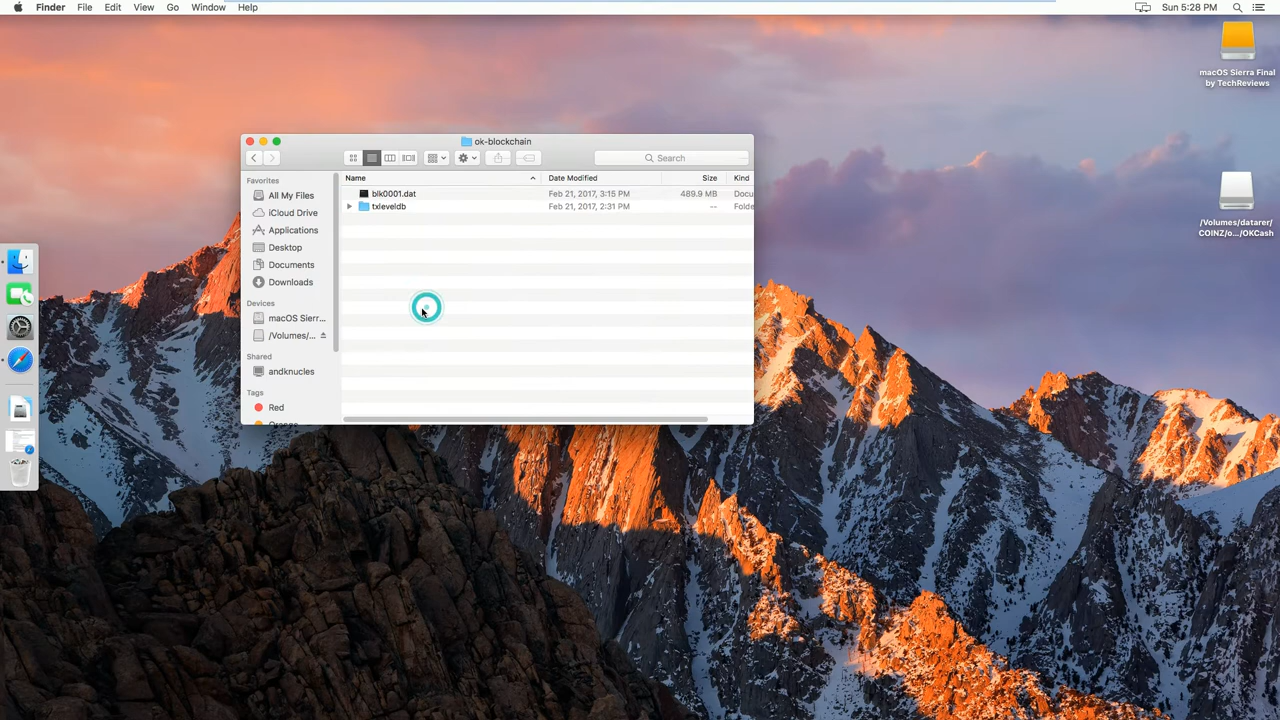 Finder File Edit View Go Window Help
Sun 5:28 PM
macOS Sierra Final
by TechReviews
/Volumes/datarer/
COINZ/o.../OKCash
ok-blockchain
Search
Favorites
All My Files
iCloud Drive
Applications
Desktop
Documents
Downloads
Devices
macOS Sierr...
/Volumes/...
Shared
andknucles
Tags
Red
Name Date Modified Size Kind
blk0001.dat Feb 21, 2017, 3:15 PM 489.9 MB Docu
txleveldb Feb 21, 2017, 2:31 PM -- Folde